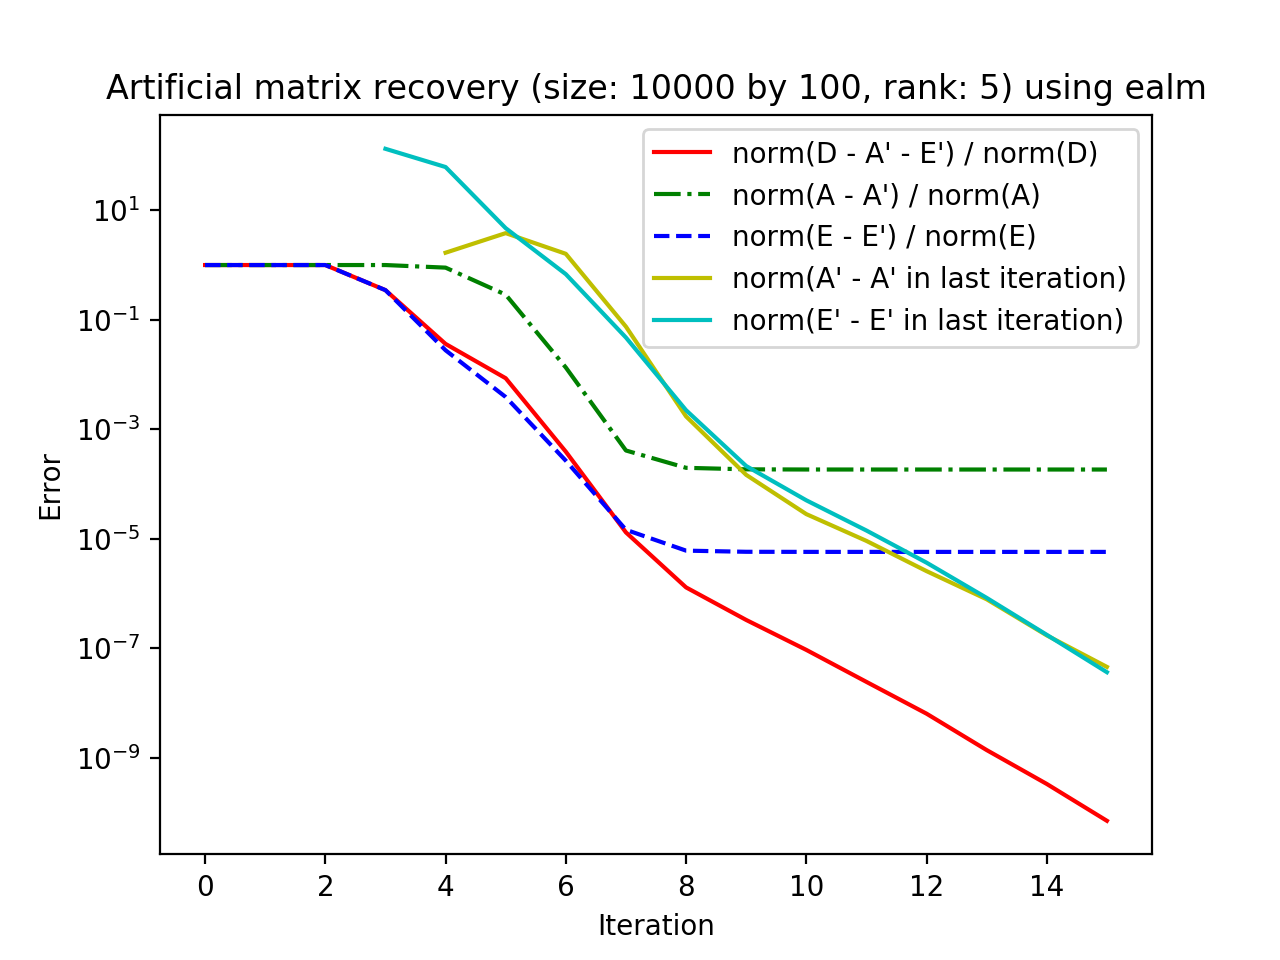 Artificial matrix recovery (size: 10000 by 100, rank: 5) using ealm
norm(D - A' - E') / norm(D)
norm(A - A') / norm(A)
norm(E - E') / norm(E)
norm(A' - A' in last iteration)
norm(E' - E' in last iteration)
Error
10¹
10⁻¹
10⁻³
10⁻⁵
10⁻⁷
10⁻⁹
0 2 4 6 8 10 12 14
Iteration